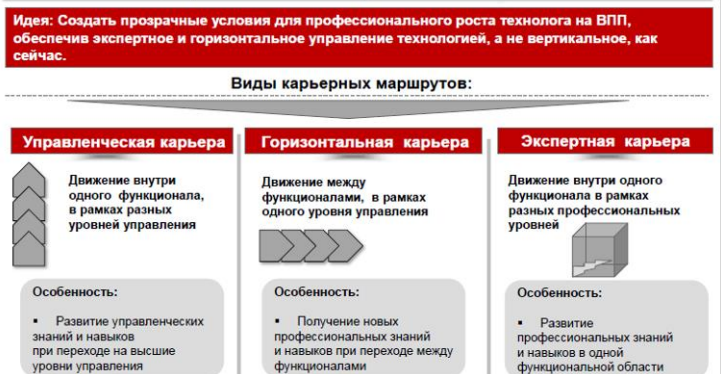 Идея: Создать прозрачные условия для профессионального роста технолога на ВПП,
обеспечив экспертное и горизонтальное управление технологией, а не вертикальное, как
сейчас.
Виды карьерных маршрутов:
Управленческая карьера
Движение внутри
одного функционала,
в рамках разных
уровней управления
Особенность:
▪ Развитие управленческих
знаний и навыков
при переходе на высшие
уровни управления
Горизонтальная карьера
Движение между
функционалами, в рамках
одного уровня управления
Особенность:
▪ Получение новых
профессиональных знаний
и навыков при переходе между
функционалами
Экспертная карьера
Движение внутри одного
функционала в рамках
разных профессиональных
уровней
Особенность:
▪ Развитие
профессиональных знаний
и навыков в одной
функциональной области